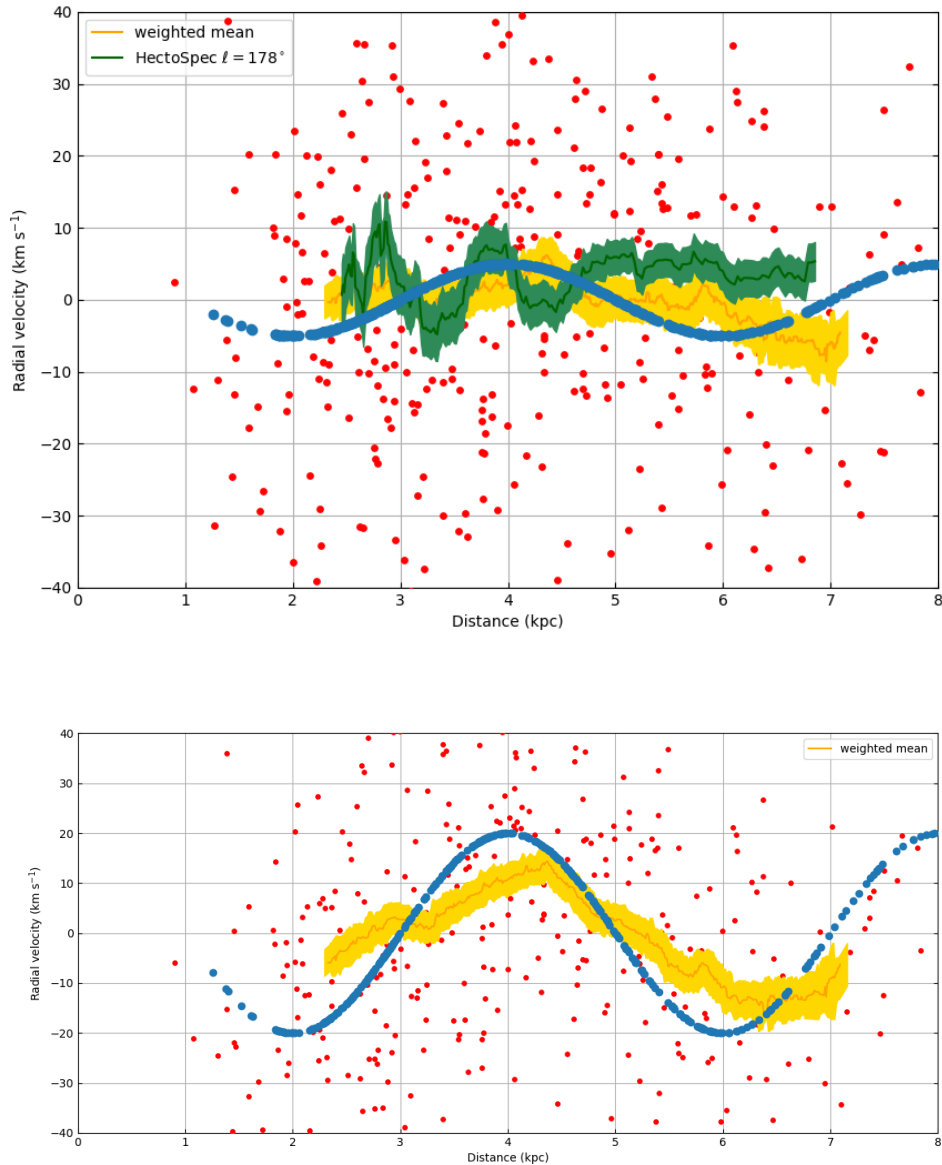 40
30
20
10
0
−10
−20
−30
−40
Radial velocity (km s⁻¹)
weighted mean
HectoSpec ℓ = 178°
0 1 2 3 4 5 6 7 8
Distance (kpc)
40
30
20
10
0
−10
−20
−30
−40
Radial velocity (km s⁻¹)
weighted mean
0 1 2 3 4 5 6 7 8
Distance (kpc)